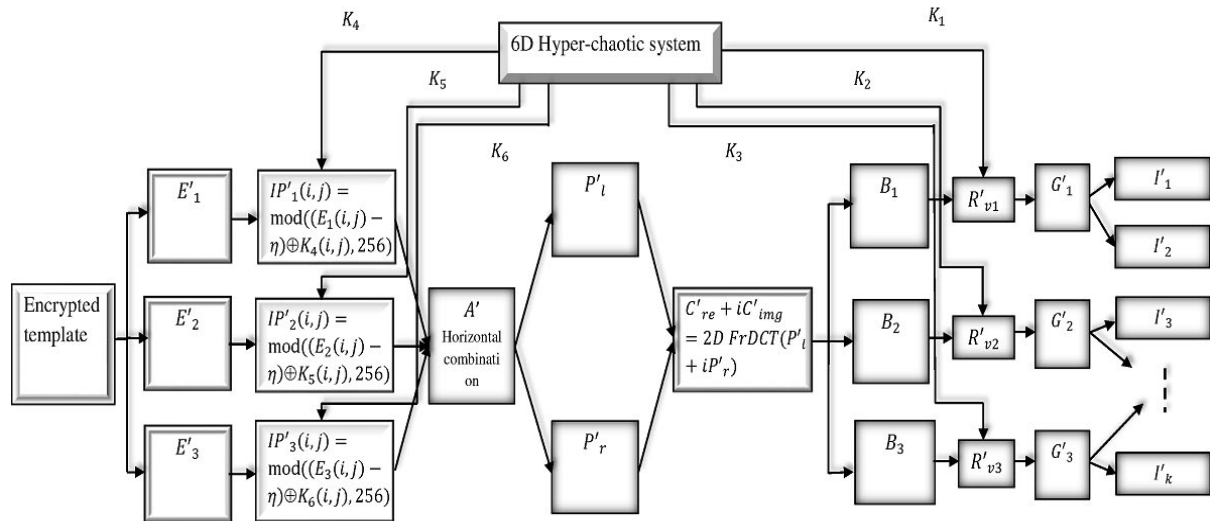 K₄
6D Hyper-chaotic system
K₁
K₅
K₂
K₆
K₃
Encrypted
template
E'₁
E'₂
E'₃
IP'₁(i,j) =
mod((E₁(i,j) −
η)⊕K₄(i,j), 256)
IP'₂(i,j) =
mod((E₂(i,j) −
η)⊕K₅(i,j), 256)
IP'₃(i,j) =
mod((E₃(i,j) −
η)⊕K₆(i,j), 256)
A'
Horizontal
combinati
on
P'ₗ
P'ᵣ
C're + iC'img
= 2D FrDCT(P'ₗ
+ iP'ᵣ)
B₁
B₂
B₃
R'v1
R'v2
R'v3
G'₁
G'₂
G'₃
I'₁
I'₂
I'₃
I'ₖ